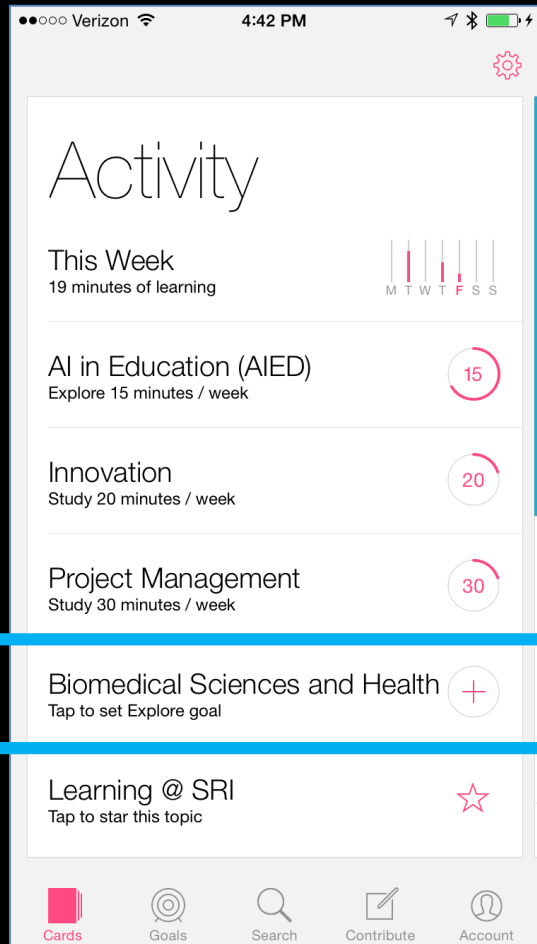 Verizon 4:42 PM
Activity
This Week
19 minutes of learning
M T W T F S S
AI in Education (AIED)
Explore 15 minutes / week
15
Innovation
Study 20 minutes / week
20
Project Management
Study 30 minutes / week
30
Biomedical Sciences and Health
Tap to set Explore goal
Learning @ SRI
Tap to star this topic
Cards Goals Search Contribute Account